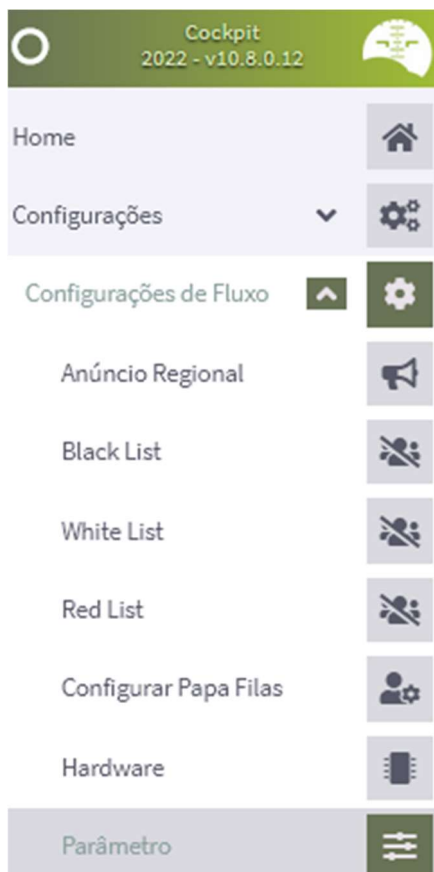 Cockpit
2022 - v10.8.0.12
Home
Configurações
Configurações de Fluxo
Anúncio Regional
Black List
White List
Red List
Configurar Papa Filas
Hardware
Parâmetro